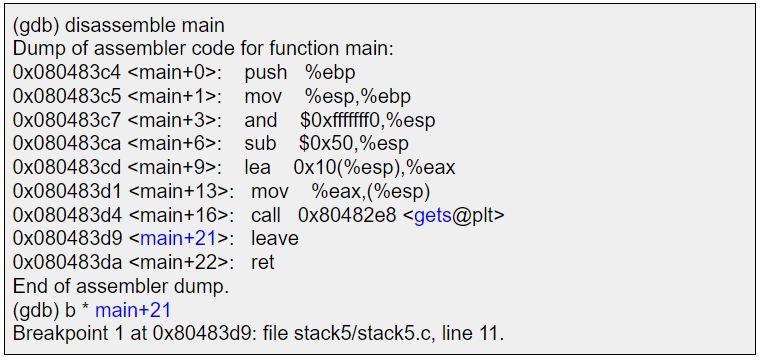 (gdb) disassemble main
Dump of assembler code for function main:
0x080483c4 <main+0>: push %ebp
0x080483c5 <main+1>: mov %esp,%ebp
0x080483c7 <main+3>: and $0xfffffff0,%esp
0x080483ca <main+6>: sub $0x50,%esp
0x080483cd <main+9>: lea 0x10(%esp),%eax
0x080483d1 <main+13>: mov %eax,(%esp)
0x080483d4 <main+16>: call 0x80482e8 <gets@plt>
0x080483d9 <main+21>: leave
0x080483da <main+22>: ret
End of assembler dump.
(gdb) b * main+21
Breakpoint 1 at 0x80483d9: file stack5/stack5.c, line 11.